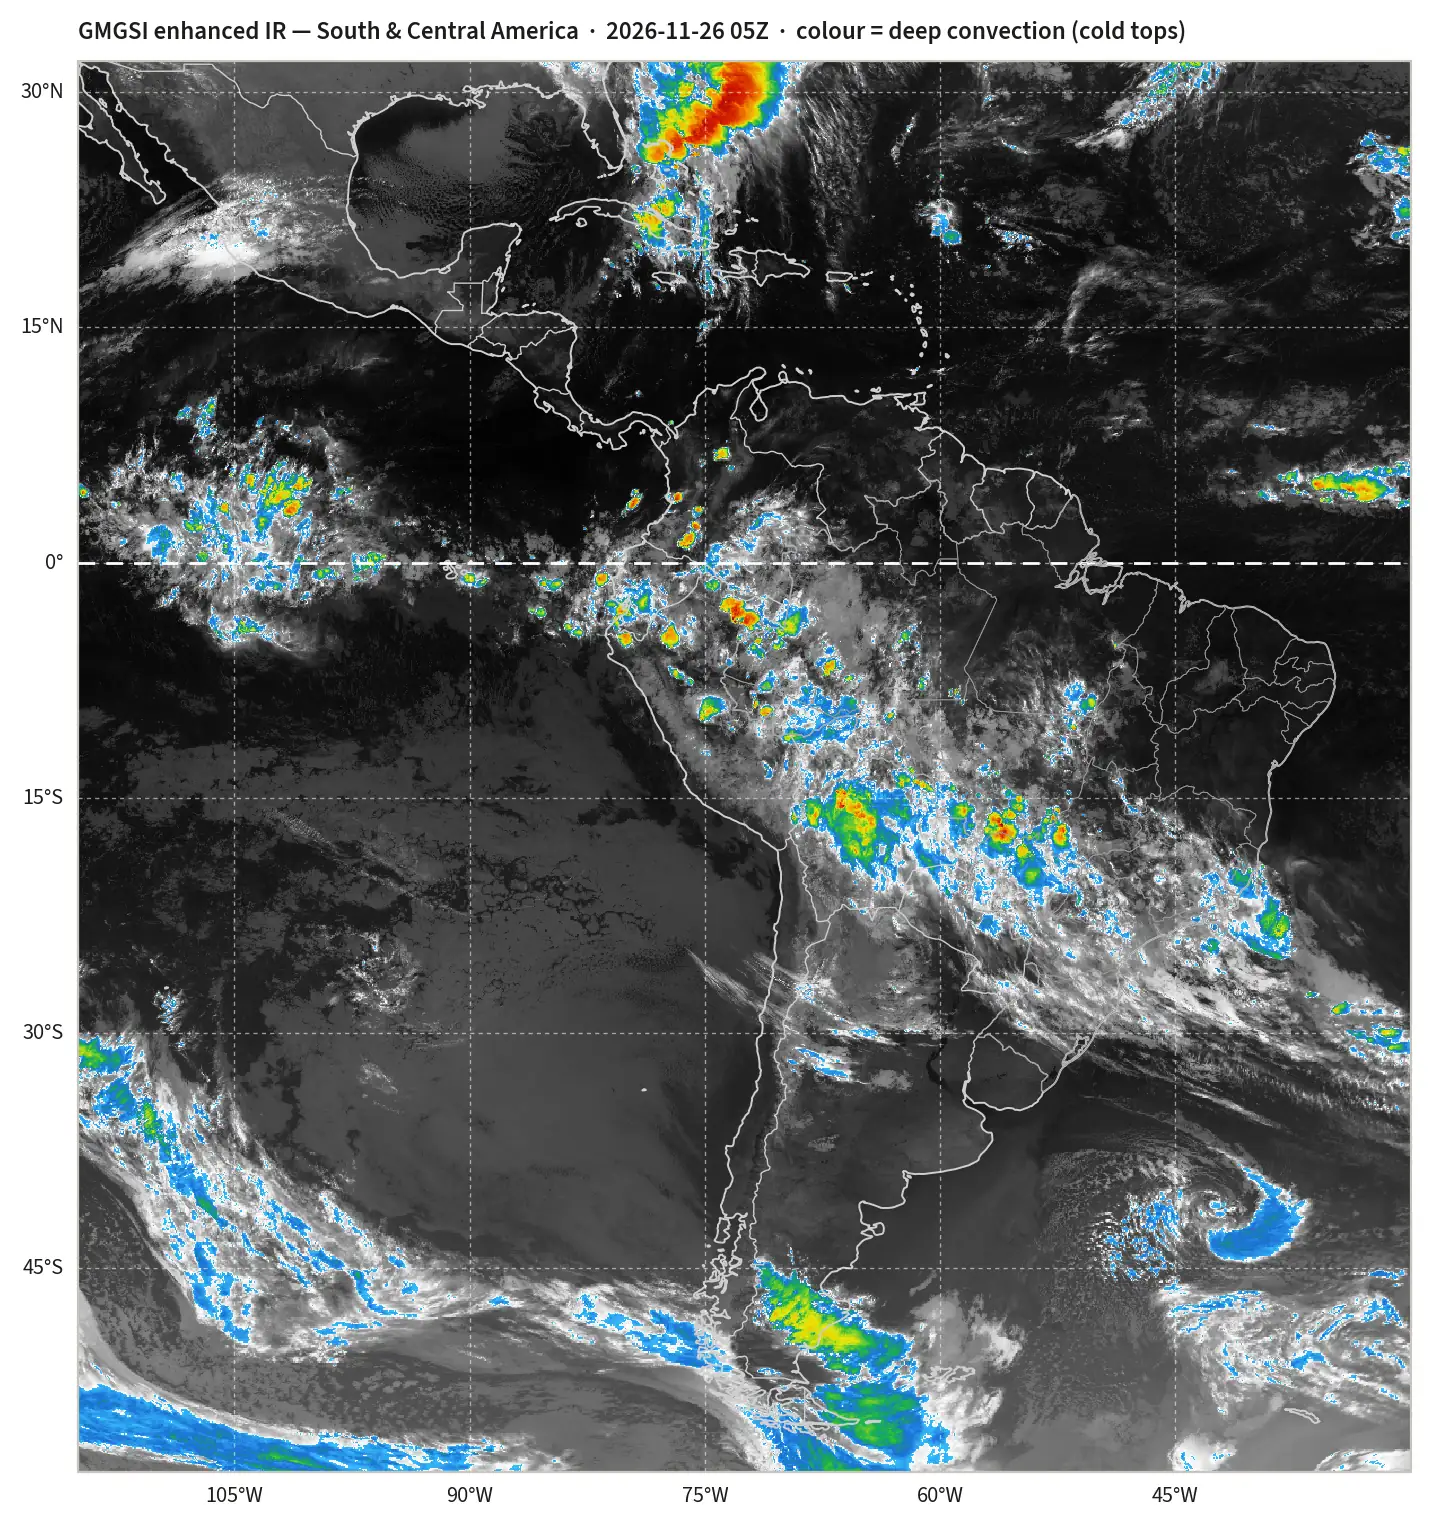 GMGSI enhanced IR — South & Central America · 2026-11-26 05Z · colour = deep convection (cold tops)
30°N
15°N
0°
15°S
30°S
45°S
105°W
90°W
75°W
60°W
45°W